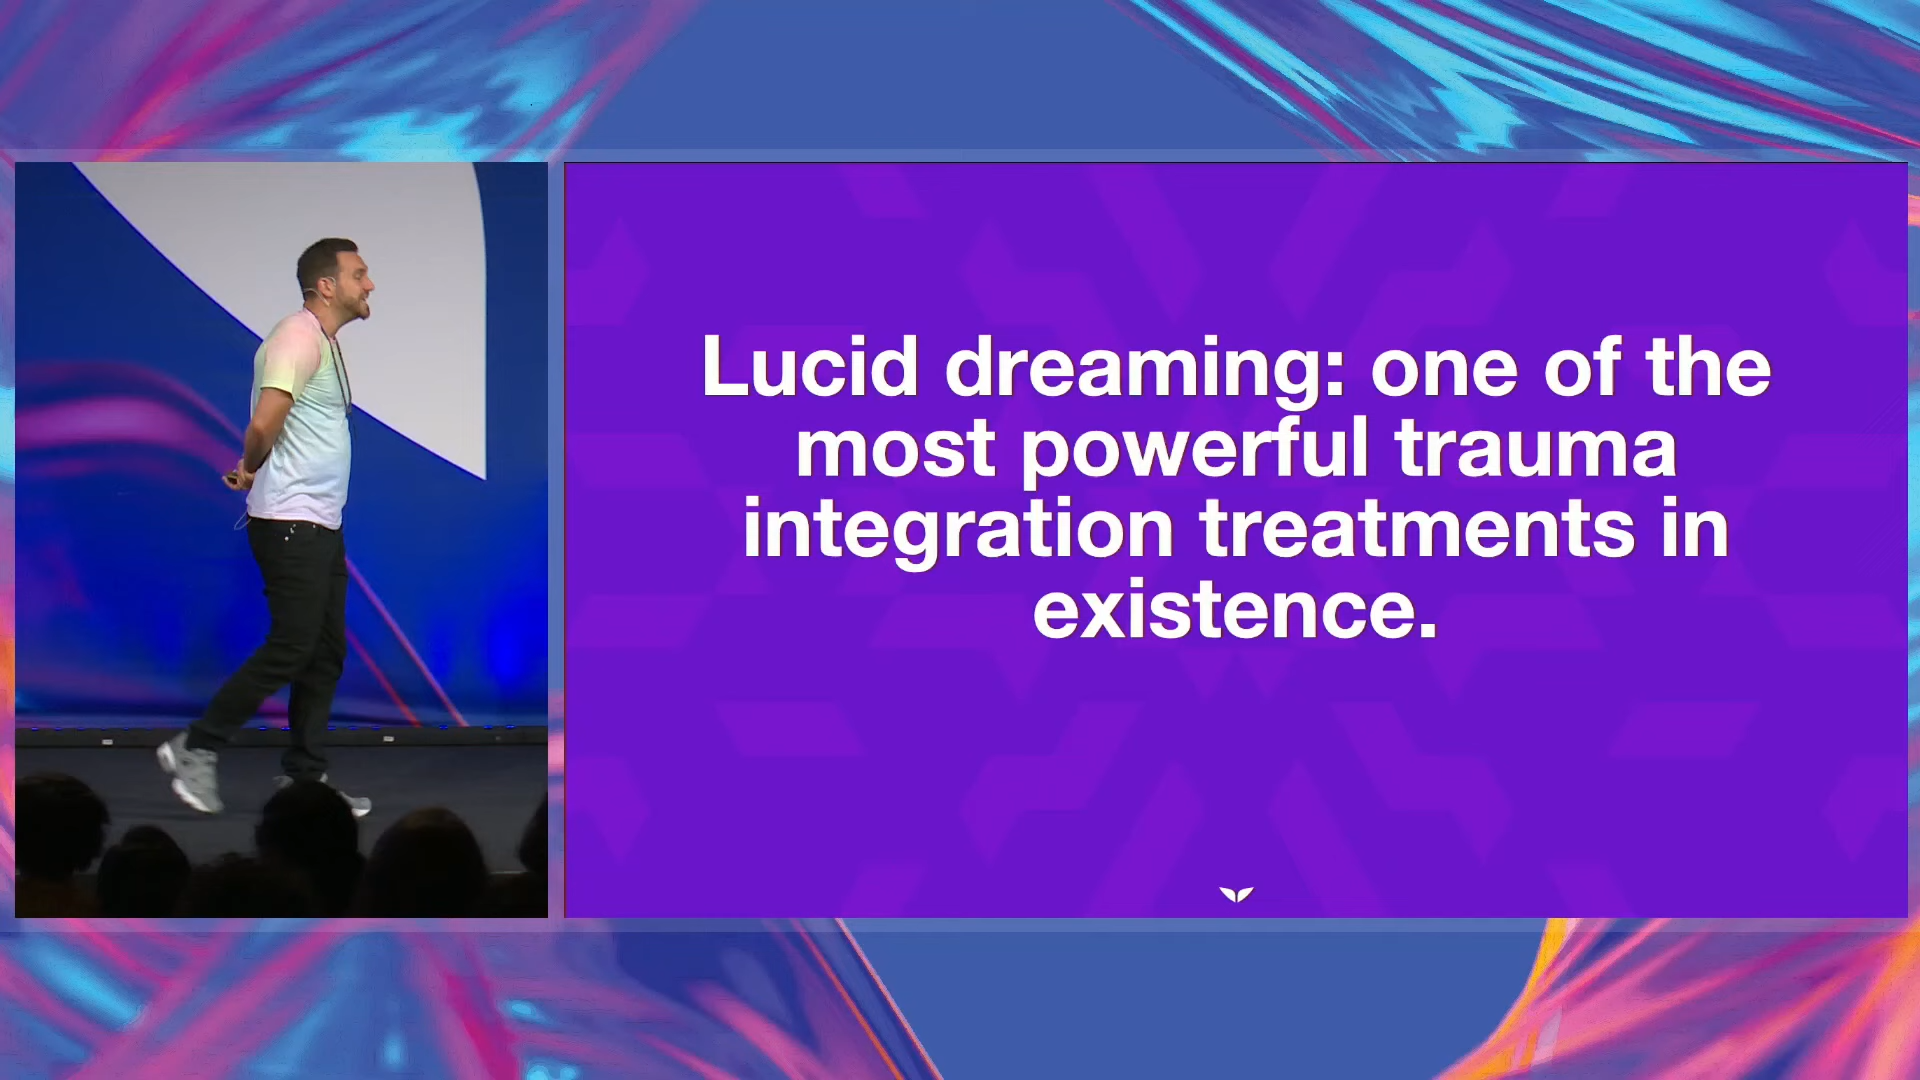 Lucid dreaming: one of the
most powerful trauma
integration treatments in
existence.